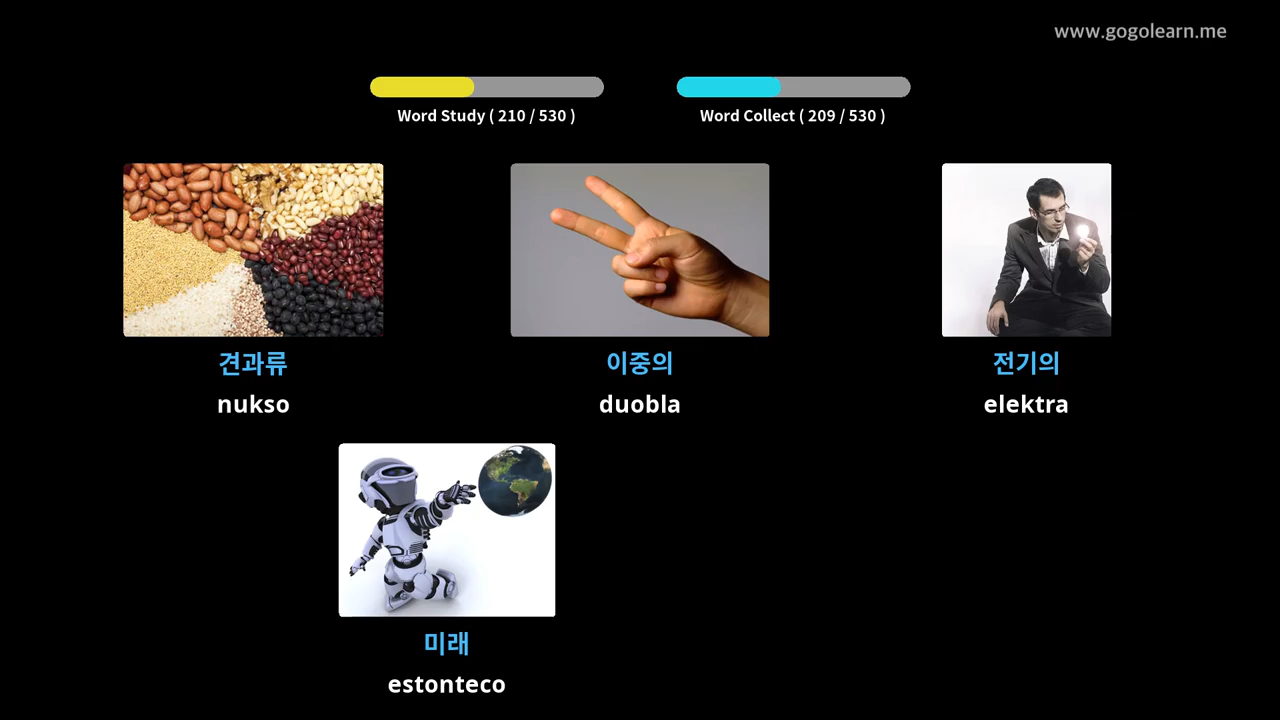 www.gogolearn.me
Word Study ( 210 / 530 )
Word Collect ( 209 / 530 )
견과류
nukso
이중의
duobla
전기의
elektra
미래
estonteco